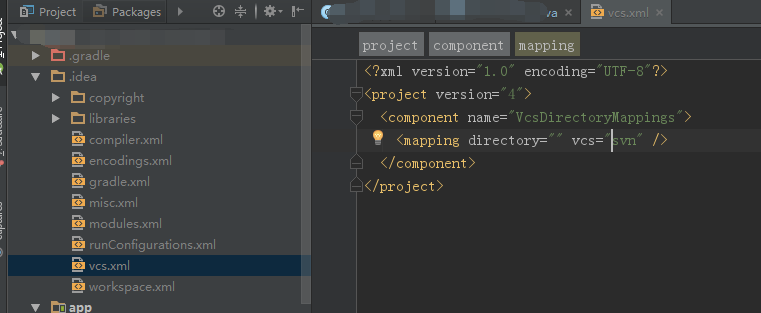 Project
Packages
va
vcs.xml
.gradle
.idea
copyright
libraries
compiler.xml
encodings.xml
gradle.xml
misc.xml
modules.xml
runConfigurations.xml
vcs.xml
workspace.xml
app
project
component
mapping
<?xml version="1.0" encoding="UTF-8"?>
<project version="4">
<component name="VcsDirectoryMappings">
<mapping directory="" vcs="svn" />
</component>
</project>